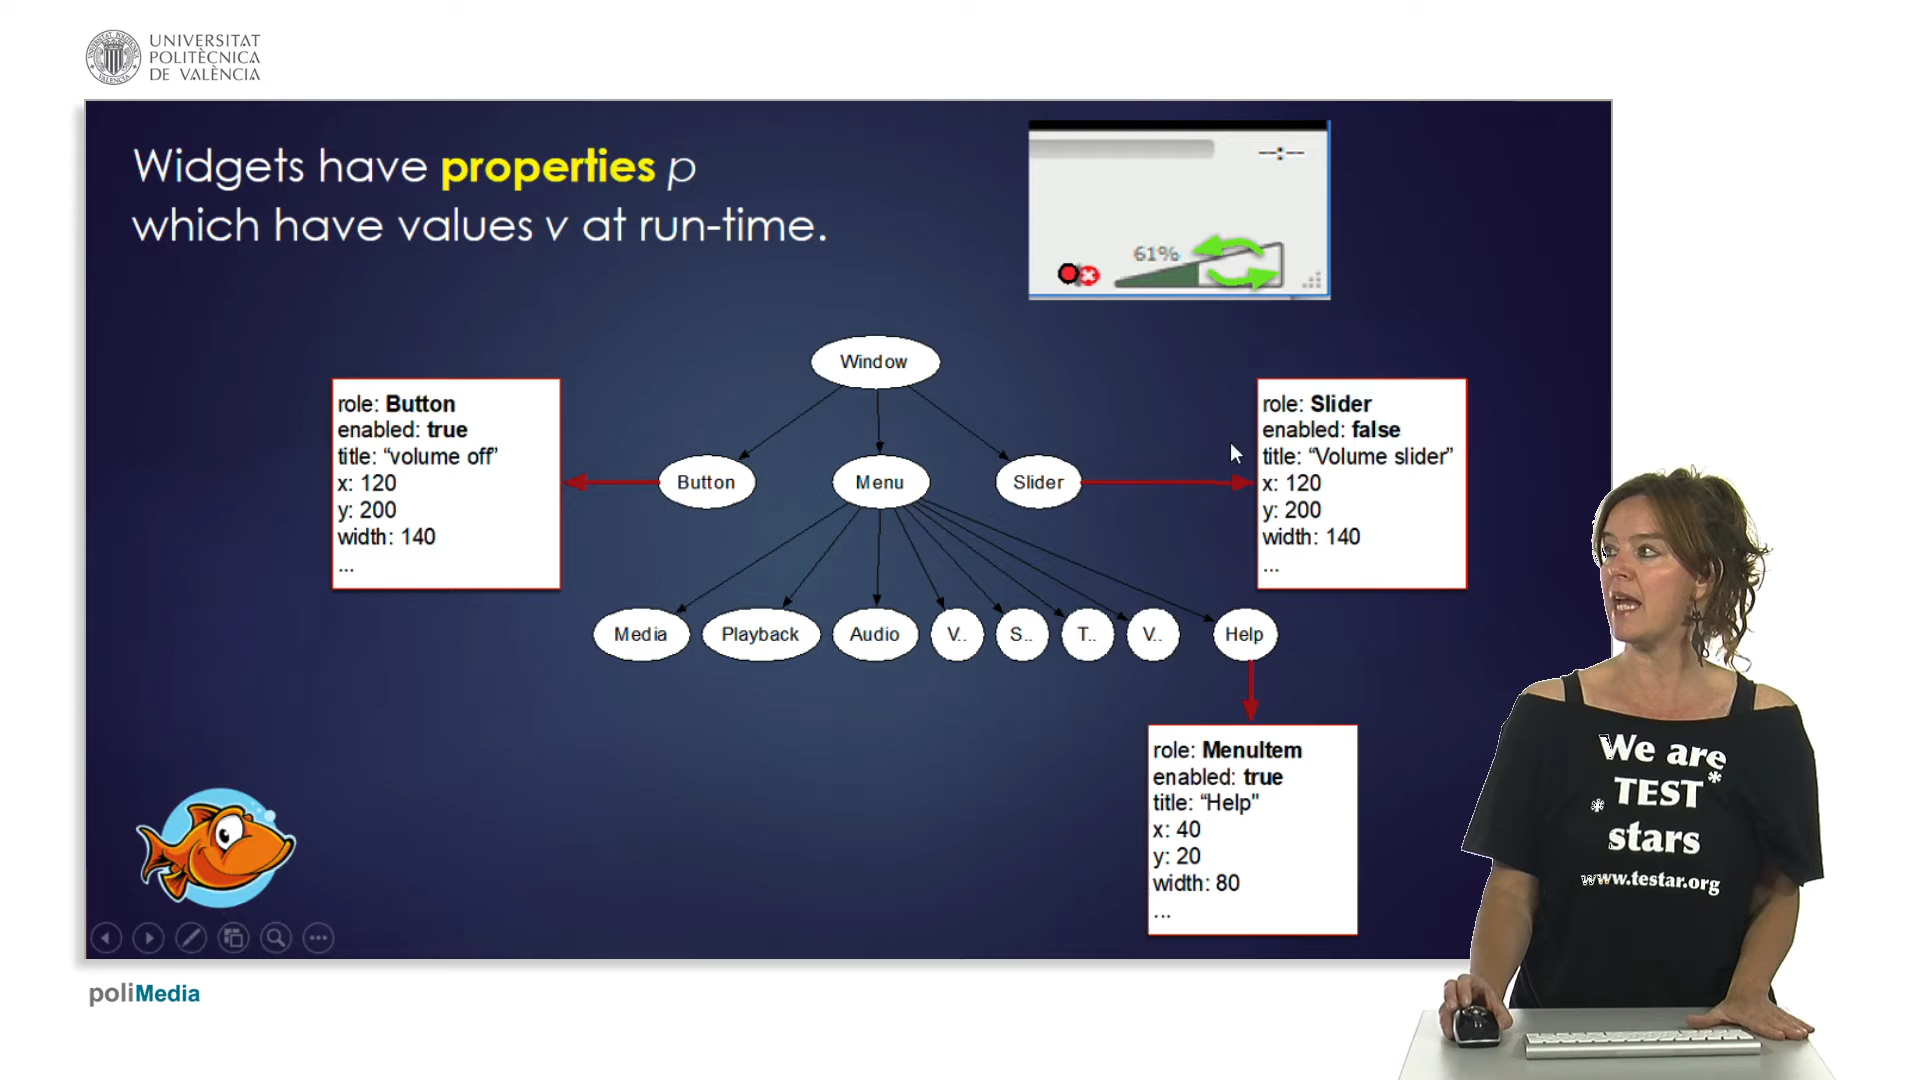 UNIVERSITAT
POLITÈCNICA
DE VALÈNCIA
Widgets have properties p
which have values v at run-time.
--:--
61%
Window
role: Button
enabled: true
title: “volume off”
x: 120
y: 200
width: 140
...
Button
Menu
Slider
role: Slider
enabled: false
title: “Volume slider”
x: 120
y: 200
width: 140
...
Media
Playback
Audio
V..
S..
T..
V..
Help
role: MenuItem
enabled: true
title: “Help"
x: 40
y: 20
width: 80
...
We are
*TEST*
stars
www.testar.org
poliMedia